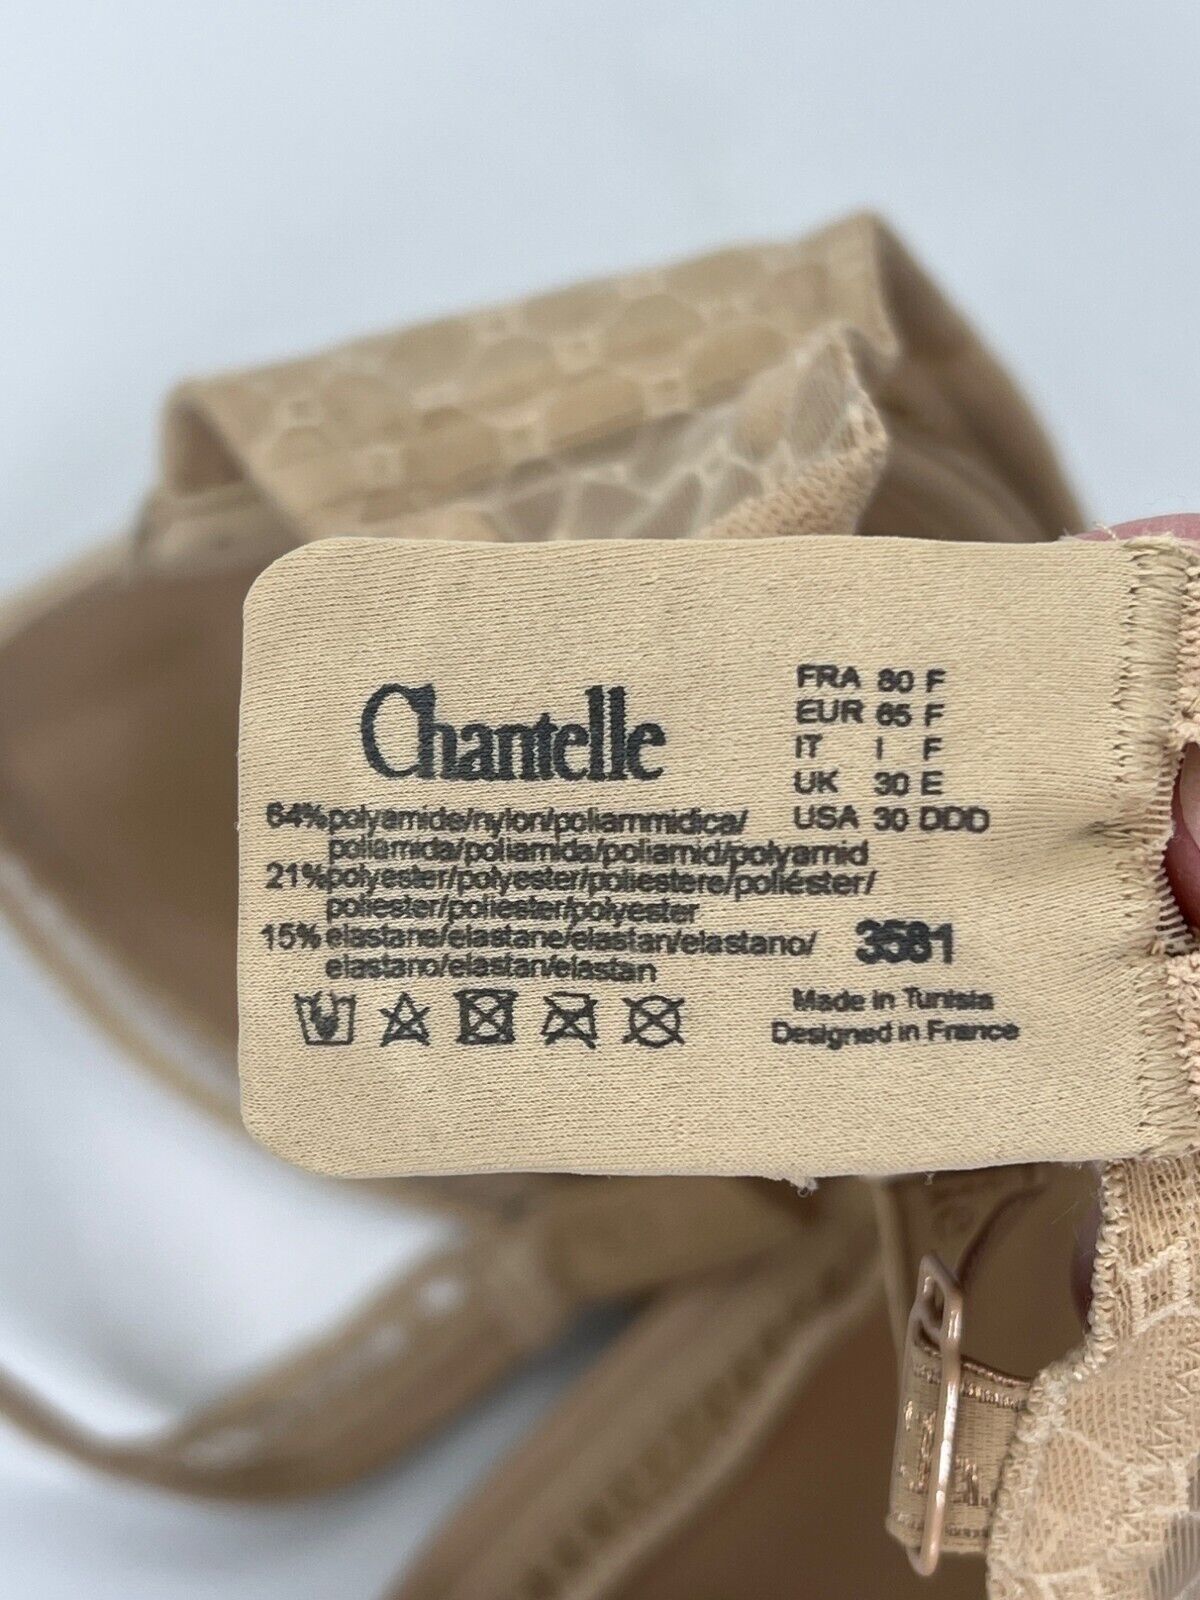 Chantelle
FRA 80 F
EUR 65 F
IT I F
UK 30 E
USA 30 DDD
64% polyamide/nylon/poliammidica/
poliamida/poliamida/poliamid/polyamid
21% polyester/polyester/poliestere/poliéster/
poliester/poliester/polyester
15% elastane/elastane/elastan/elastano/
elastano/elastan/elastan
3581
Made in Tunisia
Designed in France